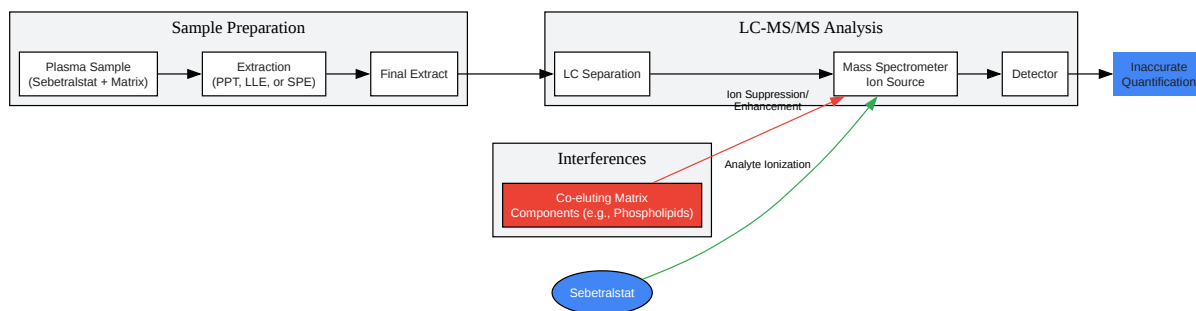 Sample Preparation
Plasma Sample
(Sebetralstat + Matrix)
Extraction
(PPT, LLE, or SPE)
Final Extract
LC-MS/MS Analysis
LC Separation
Mass Spectrometer
Ion Source
Detector
Inaccurate
Quantification
Ion Suppression/
Enhancement
Analyte Ionization
Interferences
Co-eluting Matrix
Components (e.g., Phospholipids)
Sebetralstat